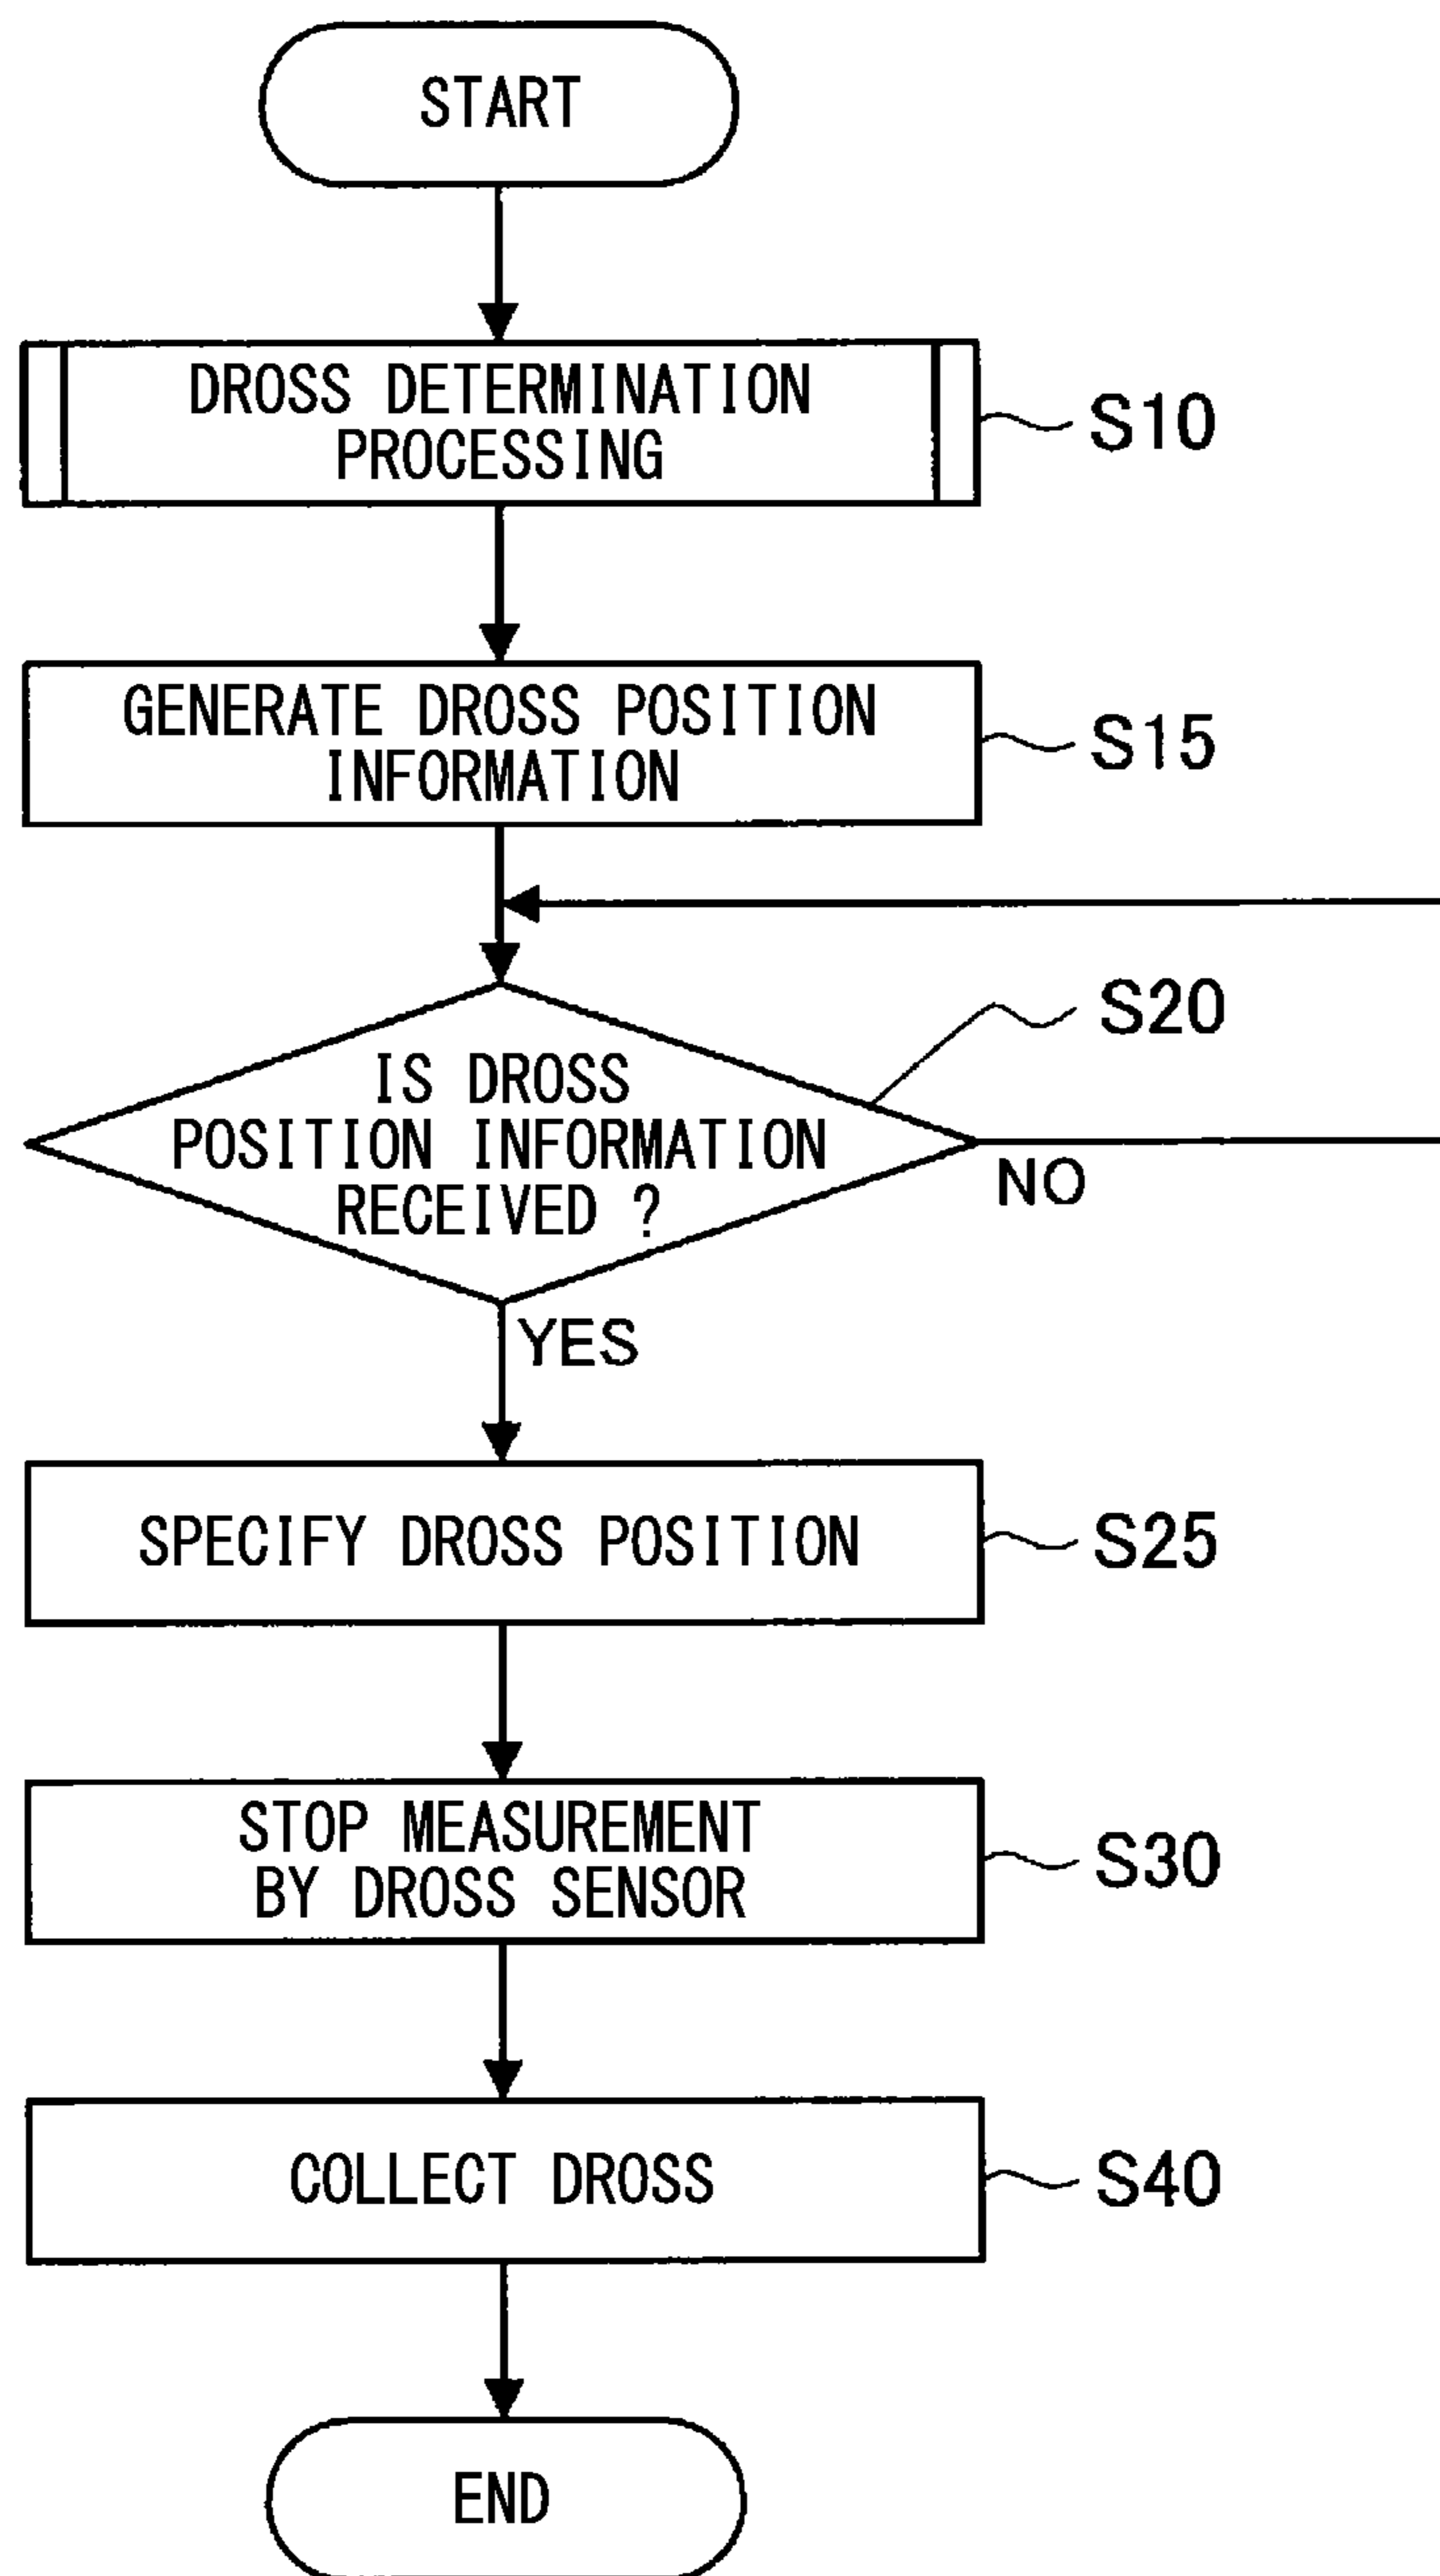 START
DROSS DETERMINATION
PROCESSING
S10
GENERATE DROSS POSITION
INFORMATION
S15
S20
IS DROSS
POSITION INFORMATION
RECEIVED ?
NO
YES
SPECIFY DROSS POSITION
S25
STOP MEASUREMENT
BY DROSS SENSOR
S30
COLLECT DROSS
S40
END